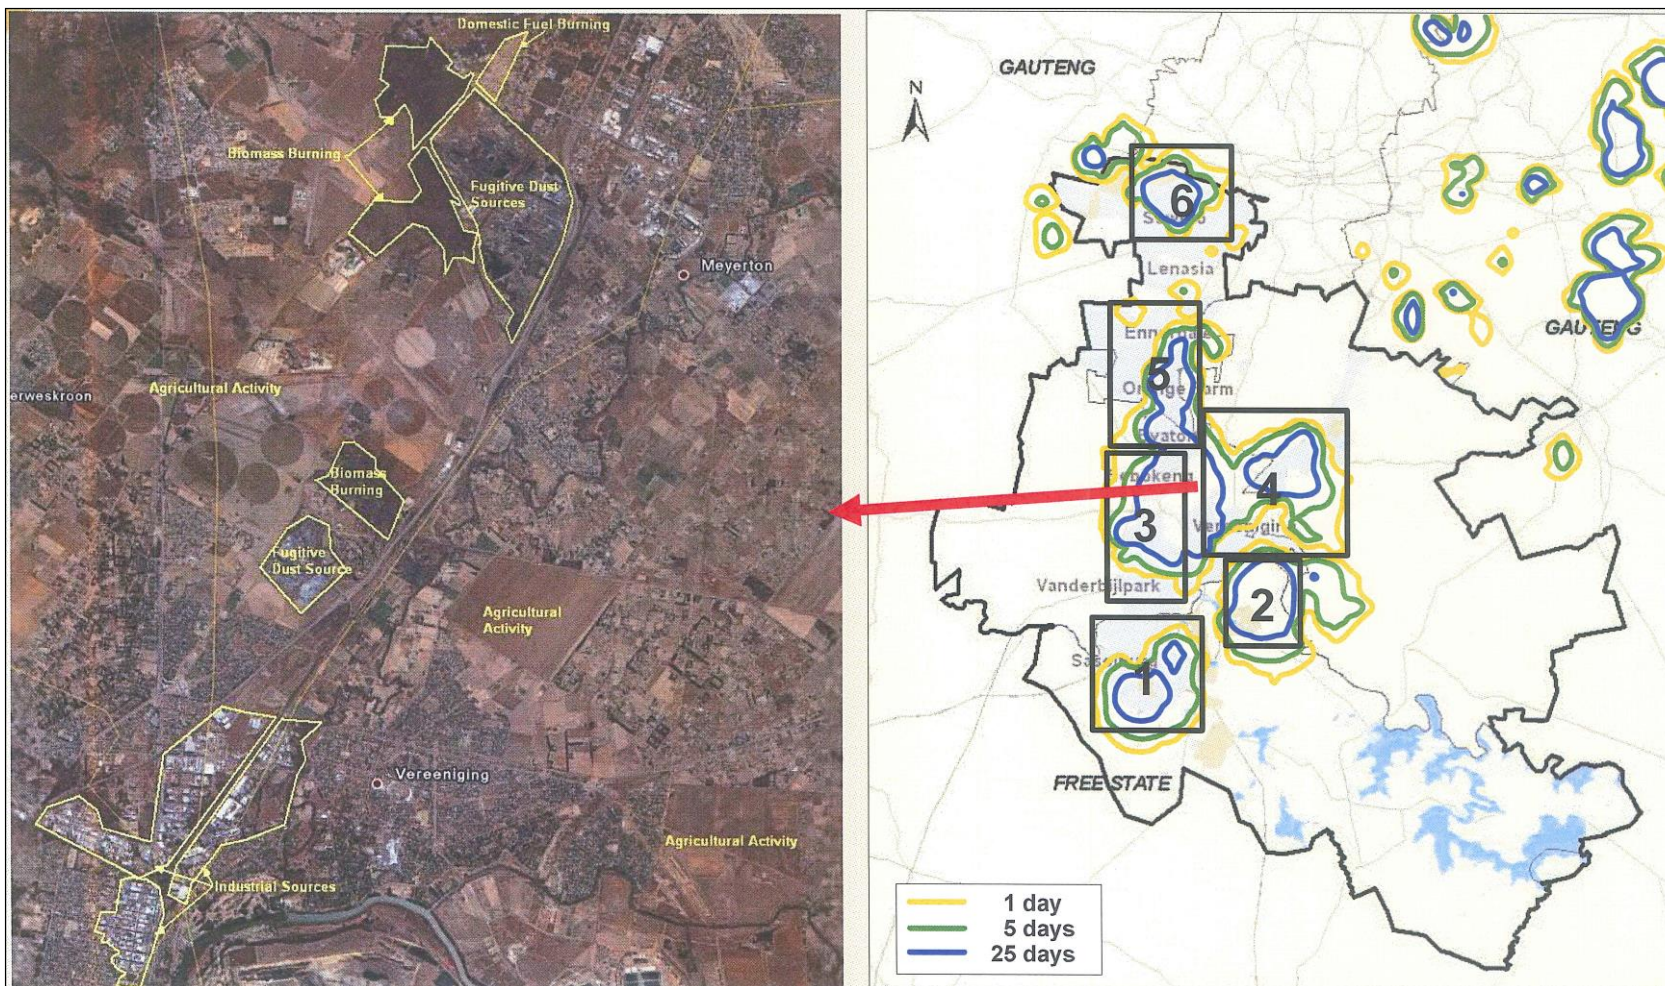 Domestic Fuel Burning
Biomass Burning
Fugitive Dust
Sources
Meyerton
Agricultural Activity
erweskroon
Biomass
Burning
Fugitive
Dust Source
Agricultural
Activity
Vereeniging
Agricultural Activity
Industrial Sources
GAUTENG
N
6
Lenasia
GAUTENG
5
4
3
Vanderbijlpark
2
1
FREE STATE
1 day
5 days
25 days